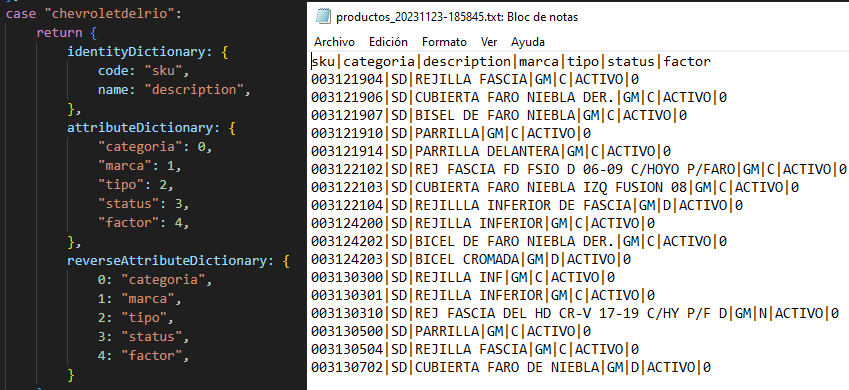 case "chevroletdelrio":
return {
identityDictionary: {
code: "sku",
name: "description",
},
attributeDictionary: {
"categoria": 0,
"marca": 1,
"tipo": 2,
"status": 3,
"factor": 4,
},
reverseAttributeDictionary: {
0: "categoria",
1: "marca",
2: "tipo",
3: "status",
4: "factor",
}
productos_20231123-185845.txt: Bloc de notas
Archivo Edición Formato Ver Ayuda
sku|categoria|description|marca|tipo|status|factor
003121904|SD|REJILLA FASCIA|GM|C|ACTIVO|0
003121906|SD|CUBIERTA FARO NIEBLA DER.|GM|C|ACTIVO|0
003121907|SD|BISEL DE FARO NIEBLA|GM|C|ACTIVO|0
003121910|SD|PARRILLA|GM|C|ACTIVO|0
003121914|SD|PARRILLA DELANTERA|GM|C|ACTIVO|0
003122102|SD|REJ FASCIA FD FSIO D 06-09 C/HOYO P/FARO|GM|C|ACTIVO|0
003122103|SD|CUBIERTA FARO NIEBLA IZQ FUSION 08|GM|C|ACTIVO|0
003122104|SD|REJILLLA INFERIOR DE FASCIA|GM|D|ACTIVO|0
003124200|SD|REJILLA INFERIOR|GM|C|ACTIVO|0
003124202|SD|BICEL DE FARO NIEBLA DER.|GM|C|ACTIVO|0
003124203|SD|BICEL CROMADA|GM|D|ACTIVO|0
003130300|SD|REJILLA INF|GM|C|ACTIVO|0
003130301|SD|REJILLA INFERIOR|GM|C|ACTIVO|0
003130310|SD|REJ FASCIA DEL HD CR-V 17-19 C/HY P/F D|GM|N|ACTIVO|0
003130500|SD|PARRILLA|GM|C|ACTIVO|0
003130504|SD|REJILLA FASCIA|GM|C|ACTIVO|0
003130702|SD|CUBIERTA FARO DE NIEBLA|GM|D|ACTIVO|0